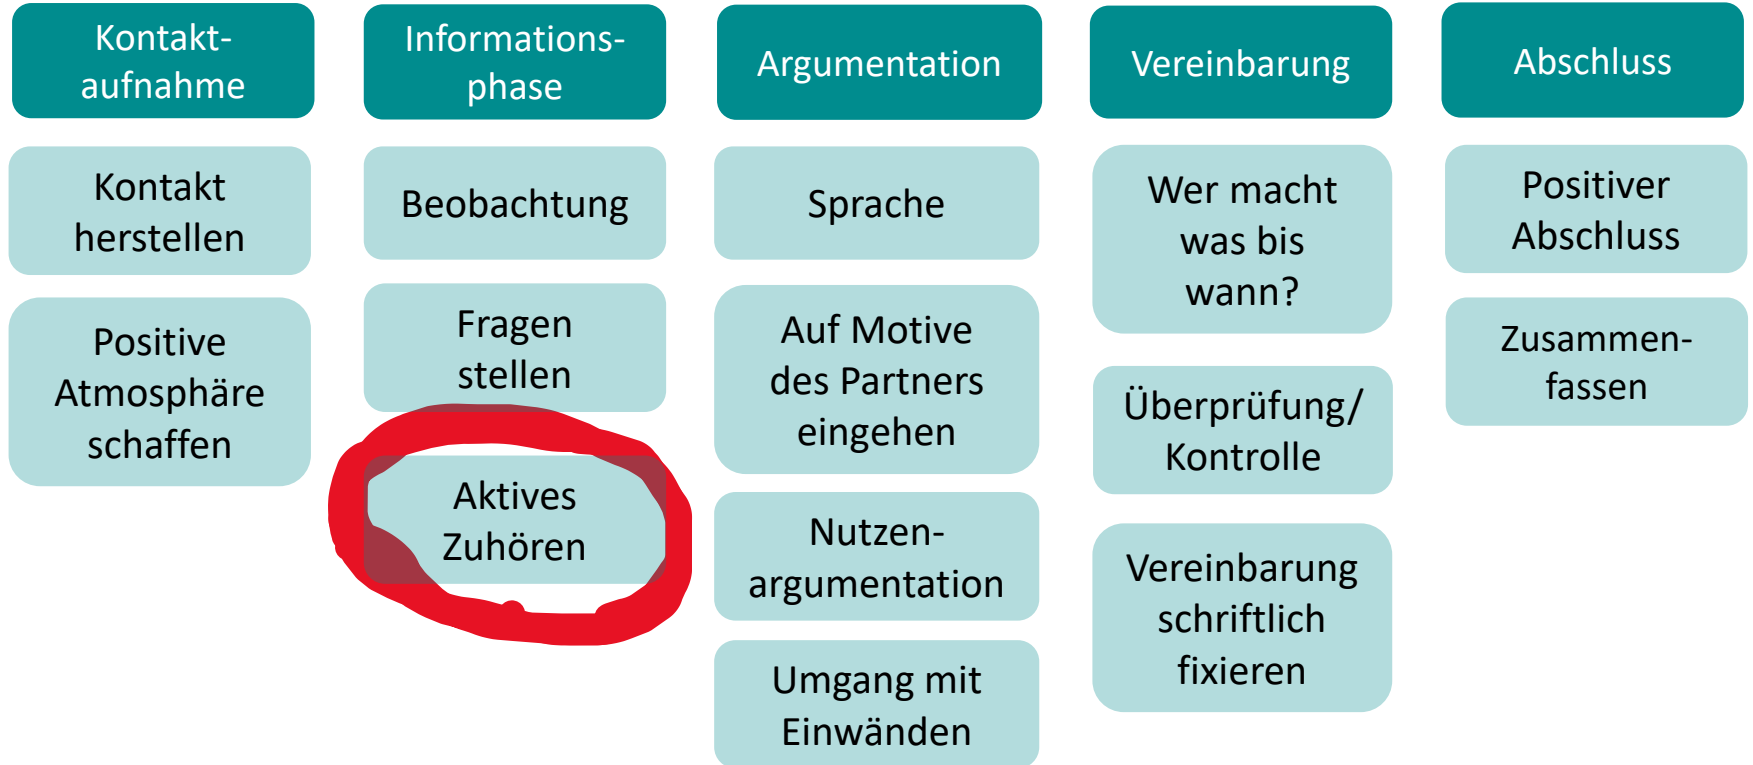 Kontakt-
aufnahme
Kontakt
herstellen
Positive
Atmosphäre
schaffen
Informations-
phase
Beobachtung
Fragen
stellen
Aktives
Zuhören
Argumentation
Sprache
Auf Motive
des Partners
eingehen
Nutzen-
argumentation
Umgang mit
Einwänden
Vereinbarung
Wer macht
was bis
wann?
Überprüfung/
Kontrolle
Vereinbarung
schriftlich
fixieren
Abschluss
Positiver
Abschluss
Zusammen-
fassen